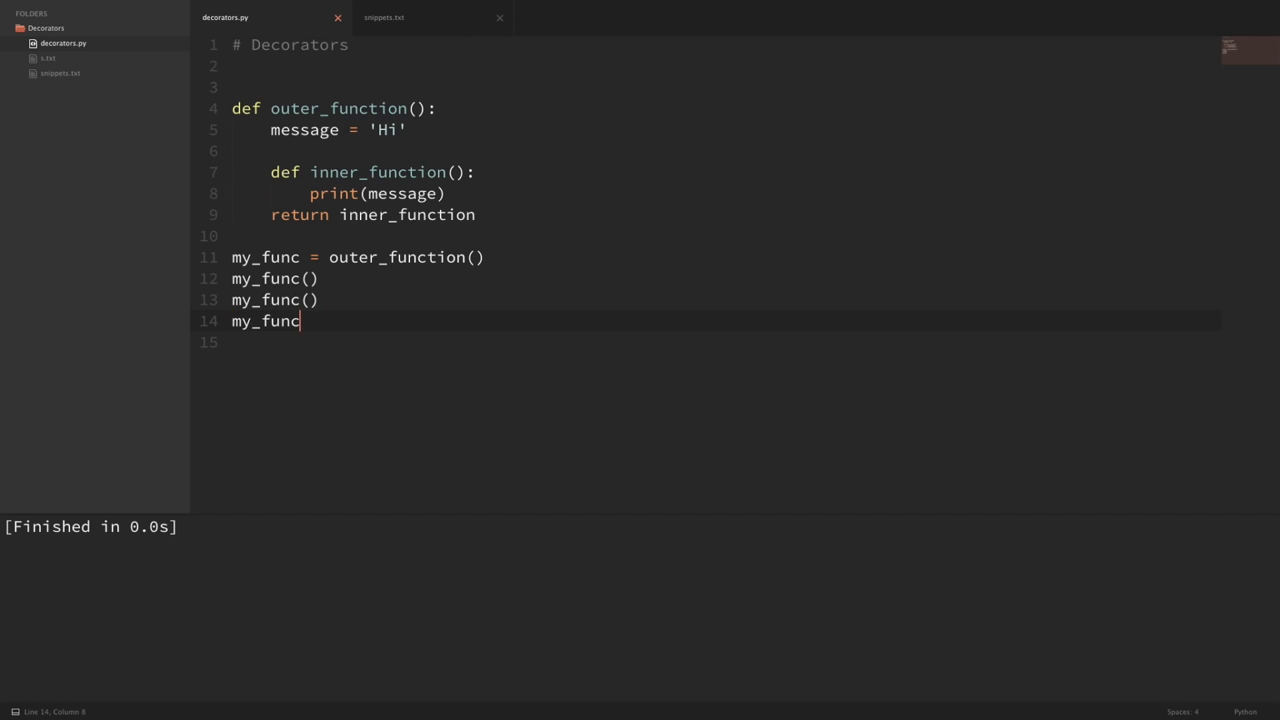 FOLDERS
Decorators
decorators.py
s.txt
snippets.txt
decorators.py
snippets.txt
1 # Decorators
2
3
4 def outer_function():
5     message = 'Hi'
6
7     def inner_function():
8         print(message)
9     return inner_function
10
11 my_func = outer_function()
12 my_func()
13 my_func()
14 my_func
15
[Finished in 0.0s]
Line 14, Column 8
Spaces: 4
Python